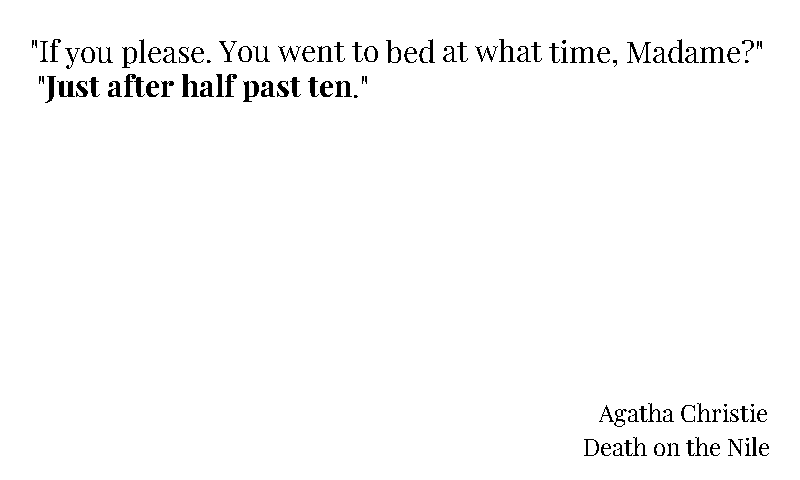 "If you please. You went to bed at what time, Madame?"
"Just after half past ten."
Agatha Christie
Death on the Nile